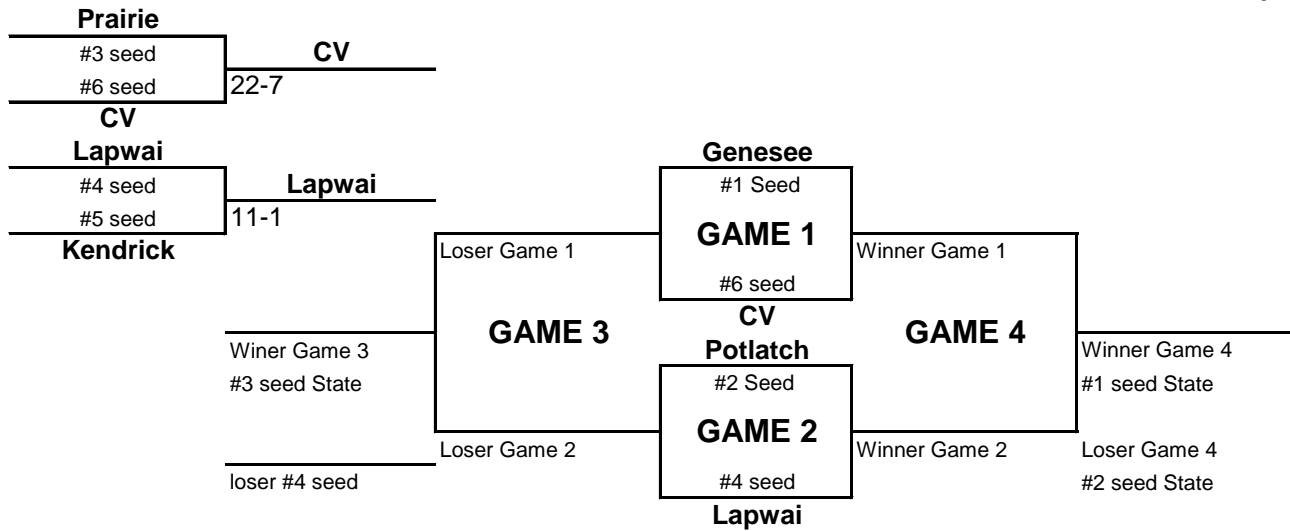 Prairie
#3 seed
CV
#6 seed
22-7
CV
Lapwai
Genesee
#4 seed
Lapwai
#1 Seed
#5 seed
11-1
Kendrick
Loser Game 1
GAME 1
Winner Game 1
#6 seed
CV
GAME 3
GAME 4
Potlatch
Winer Game 3
Winner Game 4
#3 seed State
#2 Seed
#1 seed State
GAME 2
Loser Game 2
Winner Game 2
Loser Game 4
loser #4 seed
#4 seed
#2 seed State
Lapwai